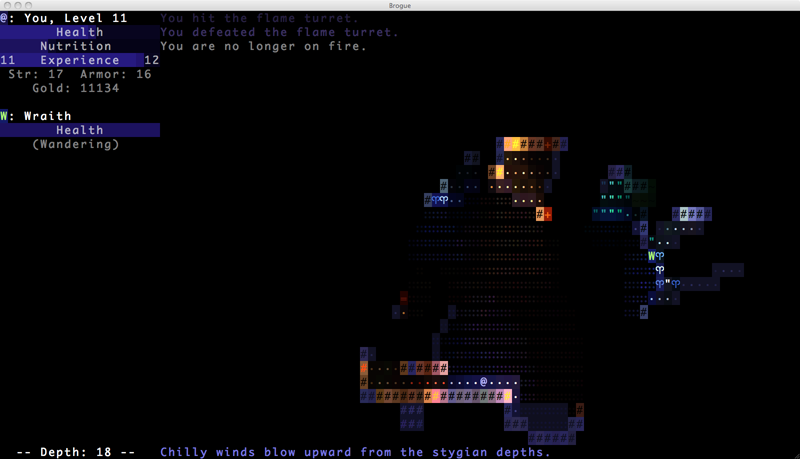 Brogue
@: You, Level 11
Health
Nutrition
11 Experience 12
Str: 17 Armor: 16
Gold: 11134
W: Wraith
Health
(Wandering)
You hit the flame turret.
You defeated the flame turret.
You are no longer on fire.
-- Depth: 18 --
Chilly winds blow upward from the stygian depths.